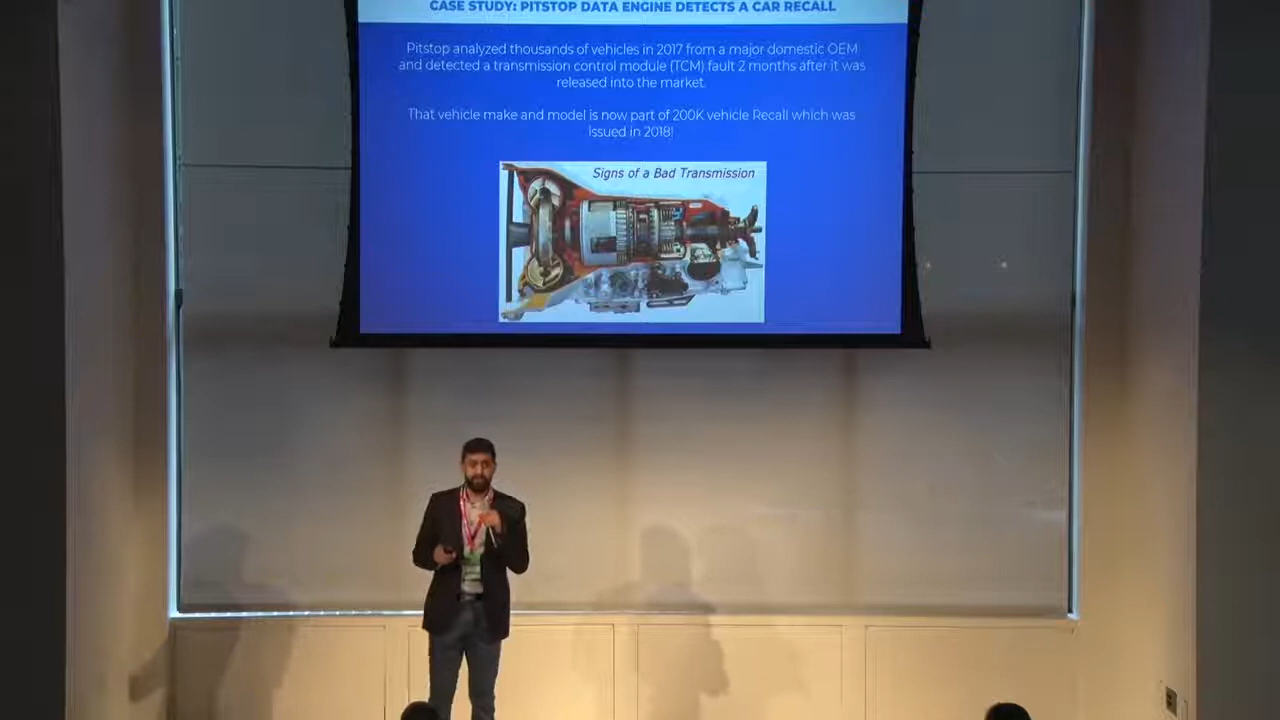 CASE STUDY: PITSTOP DATA ENGINE DETECTS A CAR RECALL
Pitstop analyzed thousands of vehicles in 2017 from a major domestic OEM
and detected a transmission control module (TCM) fault 2 months after it was
released into the market.
That vehicle make and model is now part of 200K vehicle Recall which was
issued in 2018!
Signs of a Bad Transmission